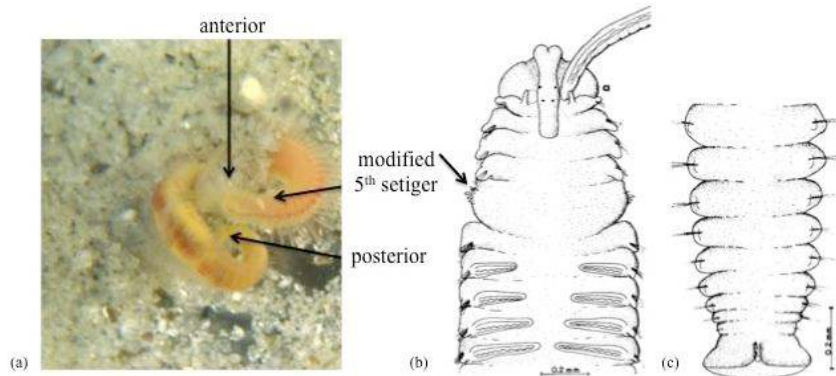 anterior
modified
5th setiger
posterior
(a)
(b)
0.2 mm
(c)
0.2 mm